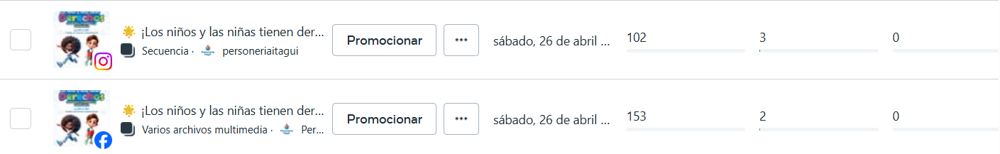 Derechos
🌟 ¡Los niños y las niñas tienen der...
Secuencia · personeriaitagui
Promocionar
...
sábado, 26 de abril ...
102
3
0
Derechos
🌟 ¡Los niños y las niñas tienen der...
Varios archivos multimedia · Per...
Promocionar
...
sábado, 26 de abril ...
153
2
0